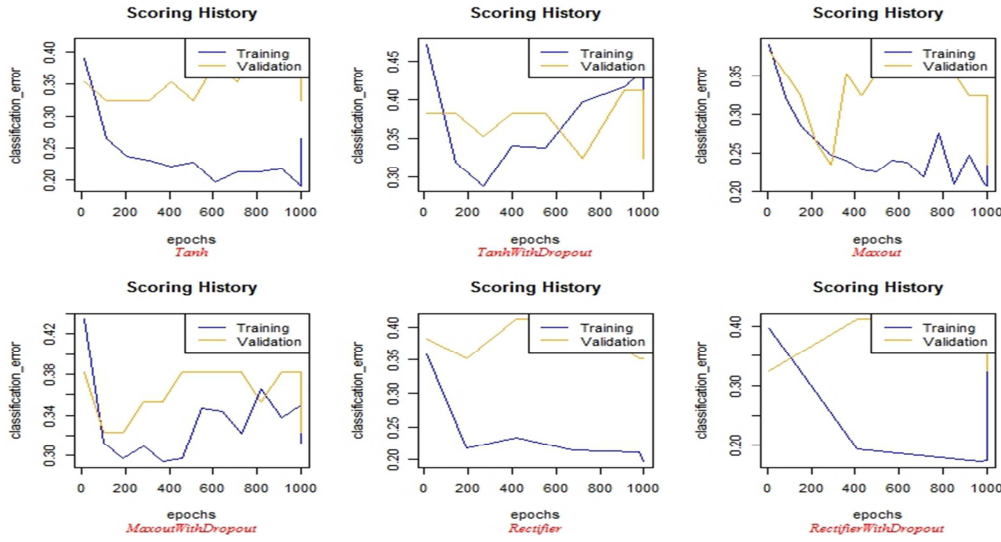 Scoring History
classification_error
0.40
0.35
0.30
0.25
0.20
Training
Validation
0 200 400 600 800 1000
epochs
Tanh
Scoring History
classification_error
0.45
0.40
0.35
0.30
Training
Validation
0 200 400 600 800 1000
epochs
TanhWithDropout
Scoring History
classification_error
0.35
0.30
0.25
0.20
Training
Validation
0 200 400 600 800 1000
epochs
Maxout
Scoring History
classification_error
0.42
0.38
0.34
0.30
Training
Validation
0 200 400 600 800 1000
epochs
MaxoutWithDropout
Scoring History
classification_error
0.40
0.35
0.30
0.25
0.20
Training
Validation
0 200 400 600 800 1000
epochs
Rectifier
Scoring History
classification_error
0.40
0.30
0.20
Training
Validation
0 200 400 600 800 1000
epochs
RectifierWithDropout